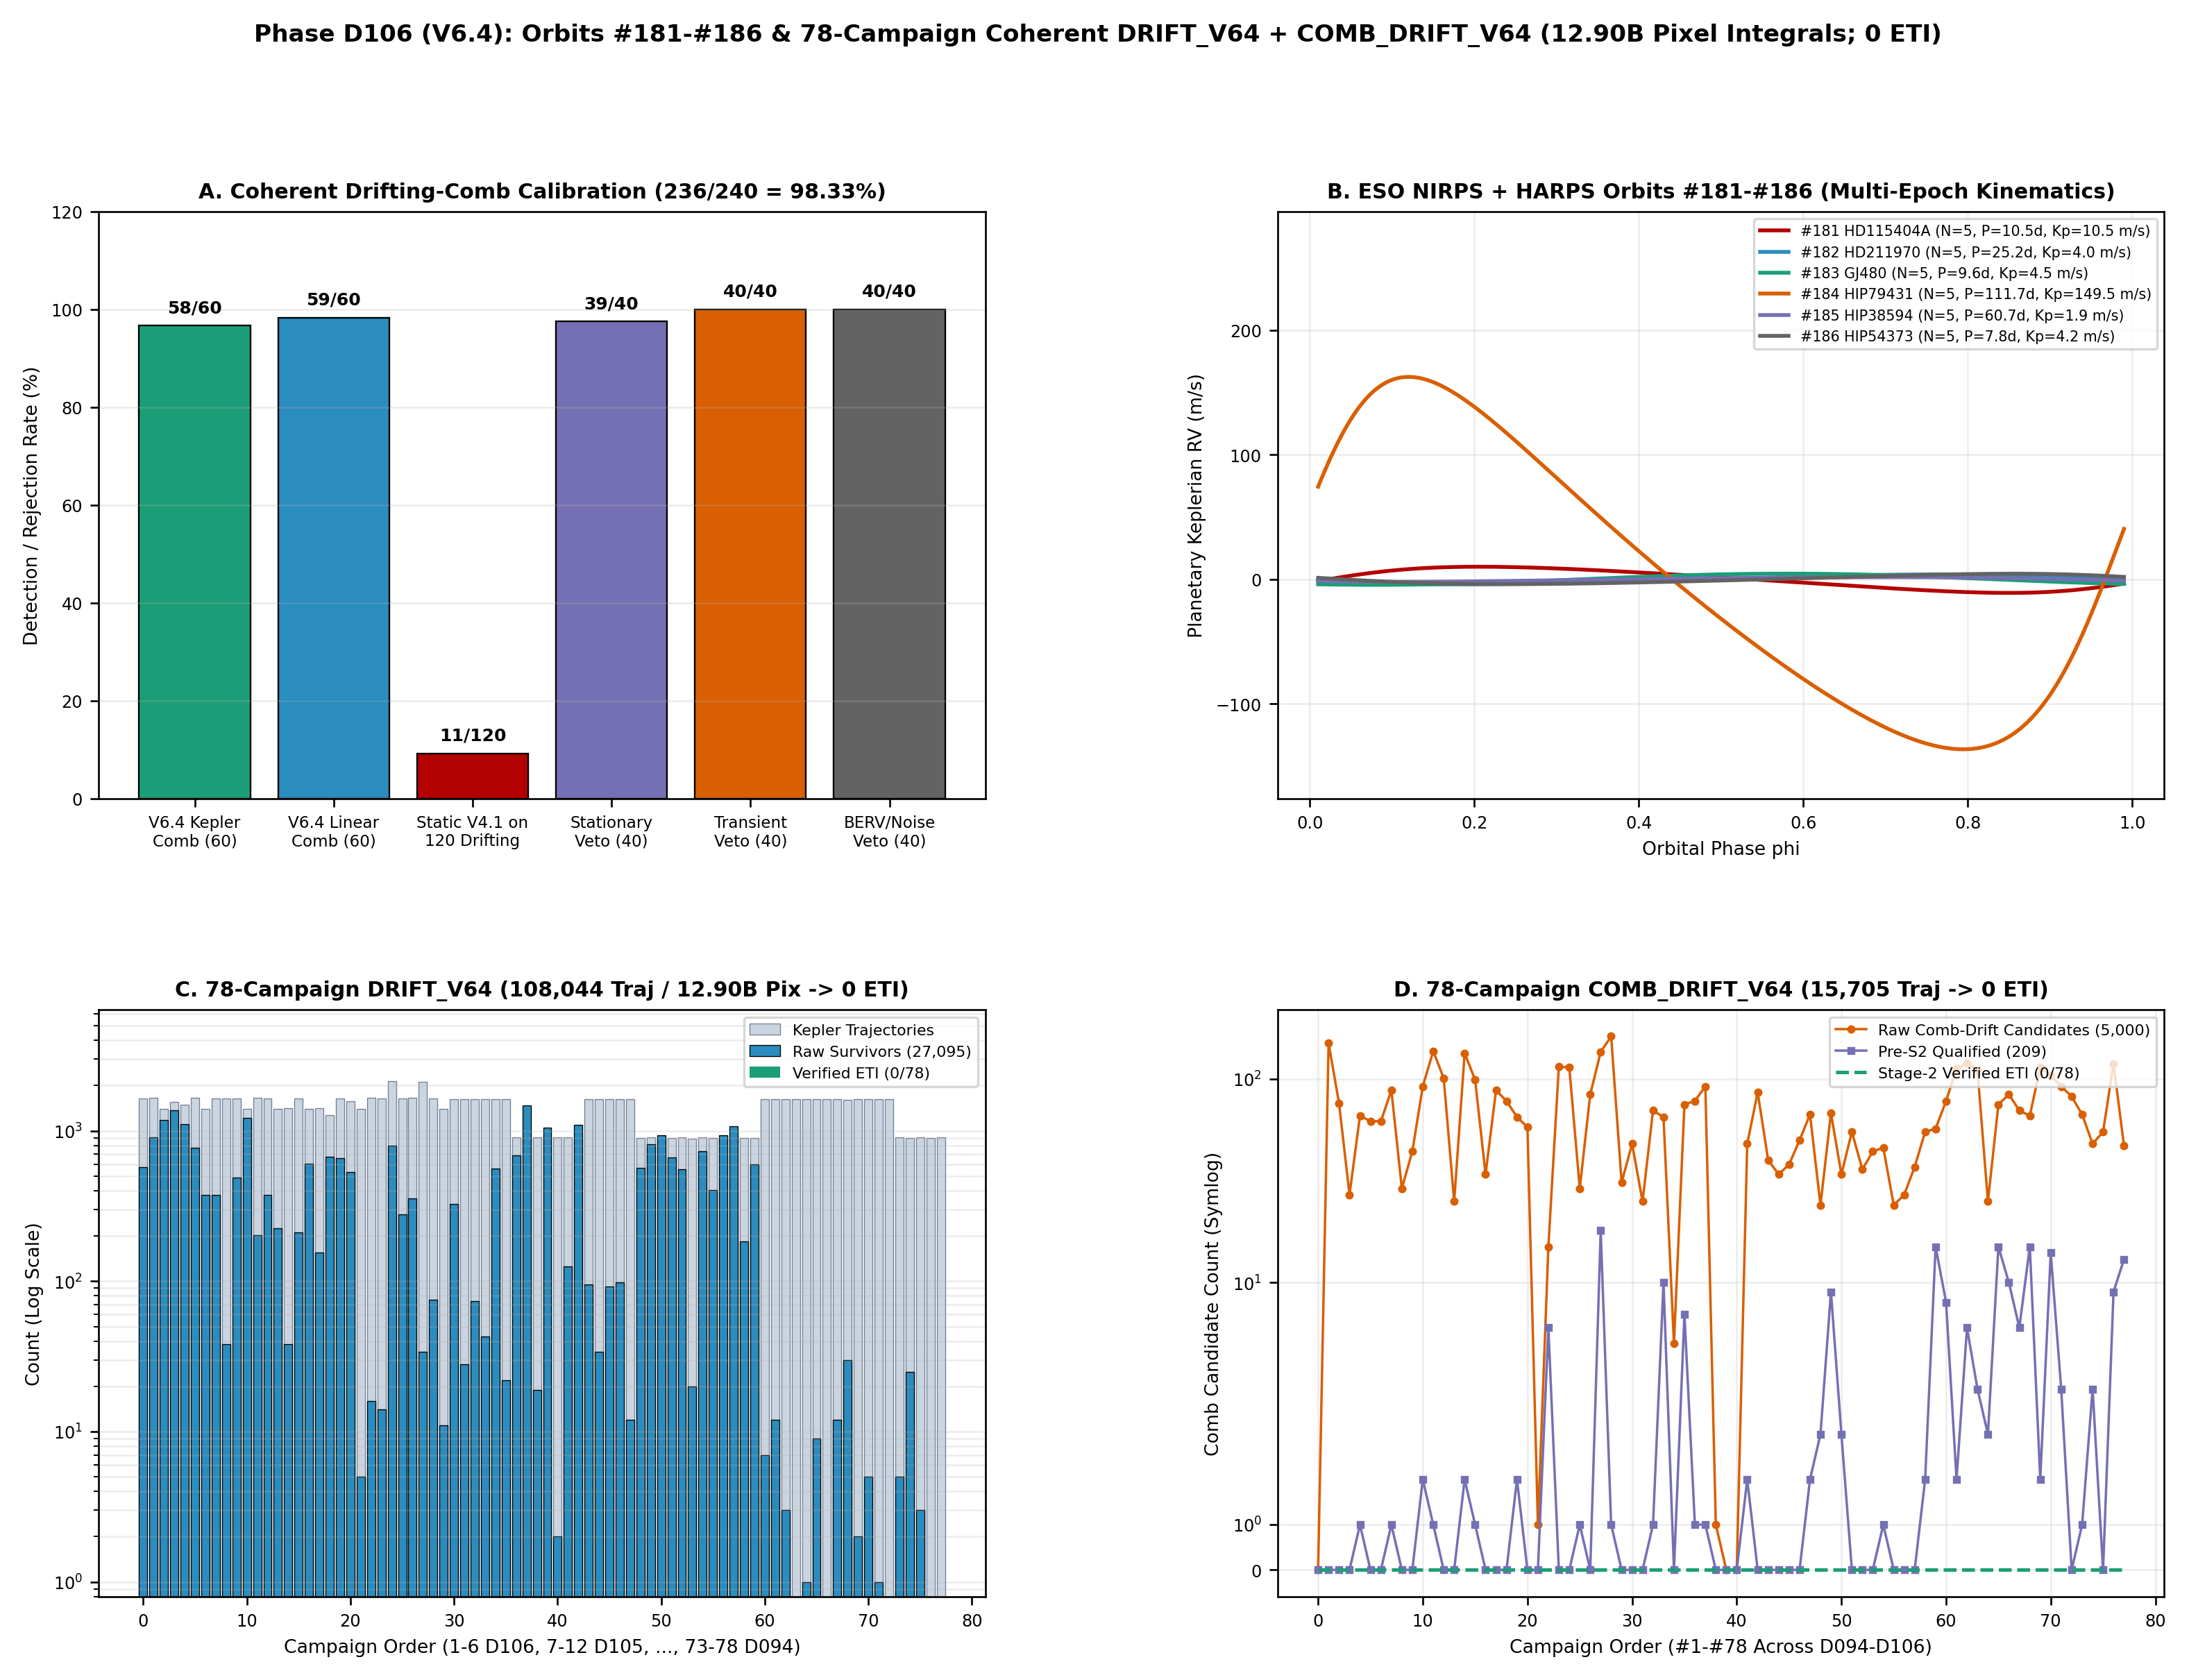 Phase D106 (V6.4): Orbits #181-#186 & 78-Campaign Coherent DRIFT_V64 + COMB_DRIFT_V64 (12.90B Pixel Integrals; 0 ETI)
A. Coherent Drifting-Comb Calibration (236/240 = 98.33%)
Detection / Rejection Rate (%)
120
100
80
60
40
20
0
58/60
59/60
11/120
39/40
40/40
40/40
V6.4 Kepler
Comb (60)
V6.4 Linear
Comb (60)
Static V4.1 on
120 Drifting
Stationary
Veto (40)
Transient
Veto (40)
BERV/Noise
Veto (40)
B. ESO NIRPS + HARPS Orbits #181-#186 (Multi-Epoch Kinematics)
#181 HD115404A (N=5, P=10.5d, Kp=10.5 m/s)
#182 HD211970 (N=5, P=25.2d, Kp=4.0 m/s)
#183 GJ480 (N=5, P=9.6d, Kp=4.5 m/s)
#184 HIP79431 (N=5, P=111.7d, Kp=149.5 m/s)
#185 HIP38594 (N=5, P=60.7d, Kp=1.9 m/s)
#186 HIP54373 (N=5, P=7.8d, Kp=4.2 m/s)
Planetary Keplerian RV (m/s)
200
100
0
−100
0.0
0.2
0.4
0.6
0.8
1.0
Orbital Phase phi
C. 78-Campaign DRIFT_V64 (108,044 Traj / 12.90B Pix -> 0 ETI)
Kepler Trajectories
Raw Survivors (27,095)
Verified ETI (0/78)
Count (Log Scale)
10³
10²
10¹
10⁰
0
10
20
30
40
50
60
70
80
Campaign Order (1-6 D106, 7-12 D105, ..., 73-78 D094)
D. 78-Campaign COMB_DRIFT_V64 (15,705 Traj -> 0 ETI)
Raw Comb-Drift Candidates (5,000)
Pre-S2 Qualified (209)
Stage-2 Verified ETI (0/78)
Comb Candidate Count (Symlog)
10²
10¹
10⁰
0
0
10
20
30
40
50
60
70
80
Campaign Order (#1-#78 Across D094-D106)